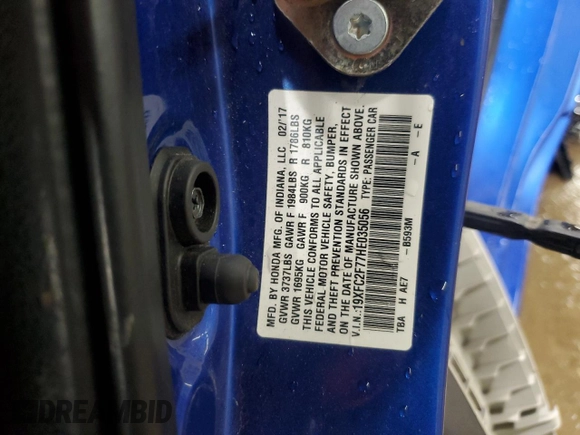 MFD. BY HONDA MFG. OF INDIANA, LLC 02/'17
GVWR 3737LBS GAWR F 1984LBS R 1786LBS
GVWR 1695KG GAWR F 900KG R 810KG
THIS VEHICLE CONFORMS TO ALL APPLICABLE
FEDERAL MOTOR VEHICLE SAFETY, BUMPER,
AND THEFT PREVENTION STANDARDS IN EFFECT
ON THE DATE OF MANUFACTURE SHOWN ABOVE.
V.I.N.:19XFC2F77HE035056 TYPE: PASSENGER CAR
TBA H AE7 -B593M -A -E
DREAMBID